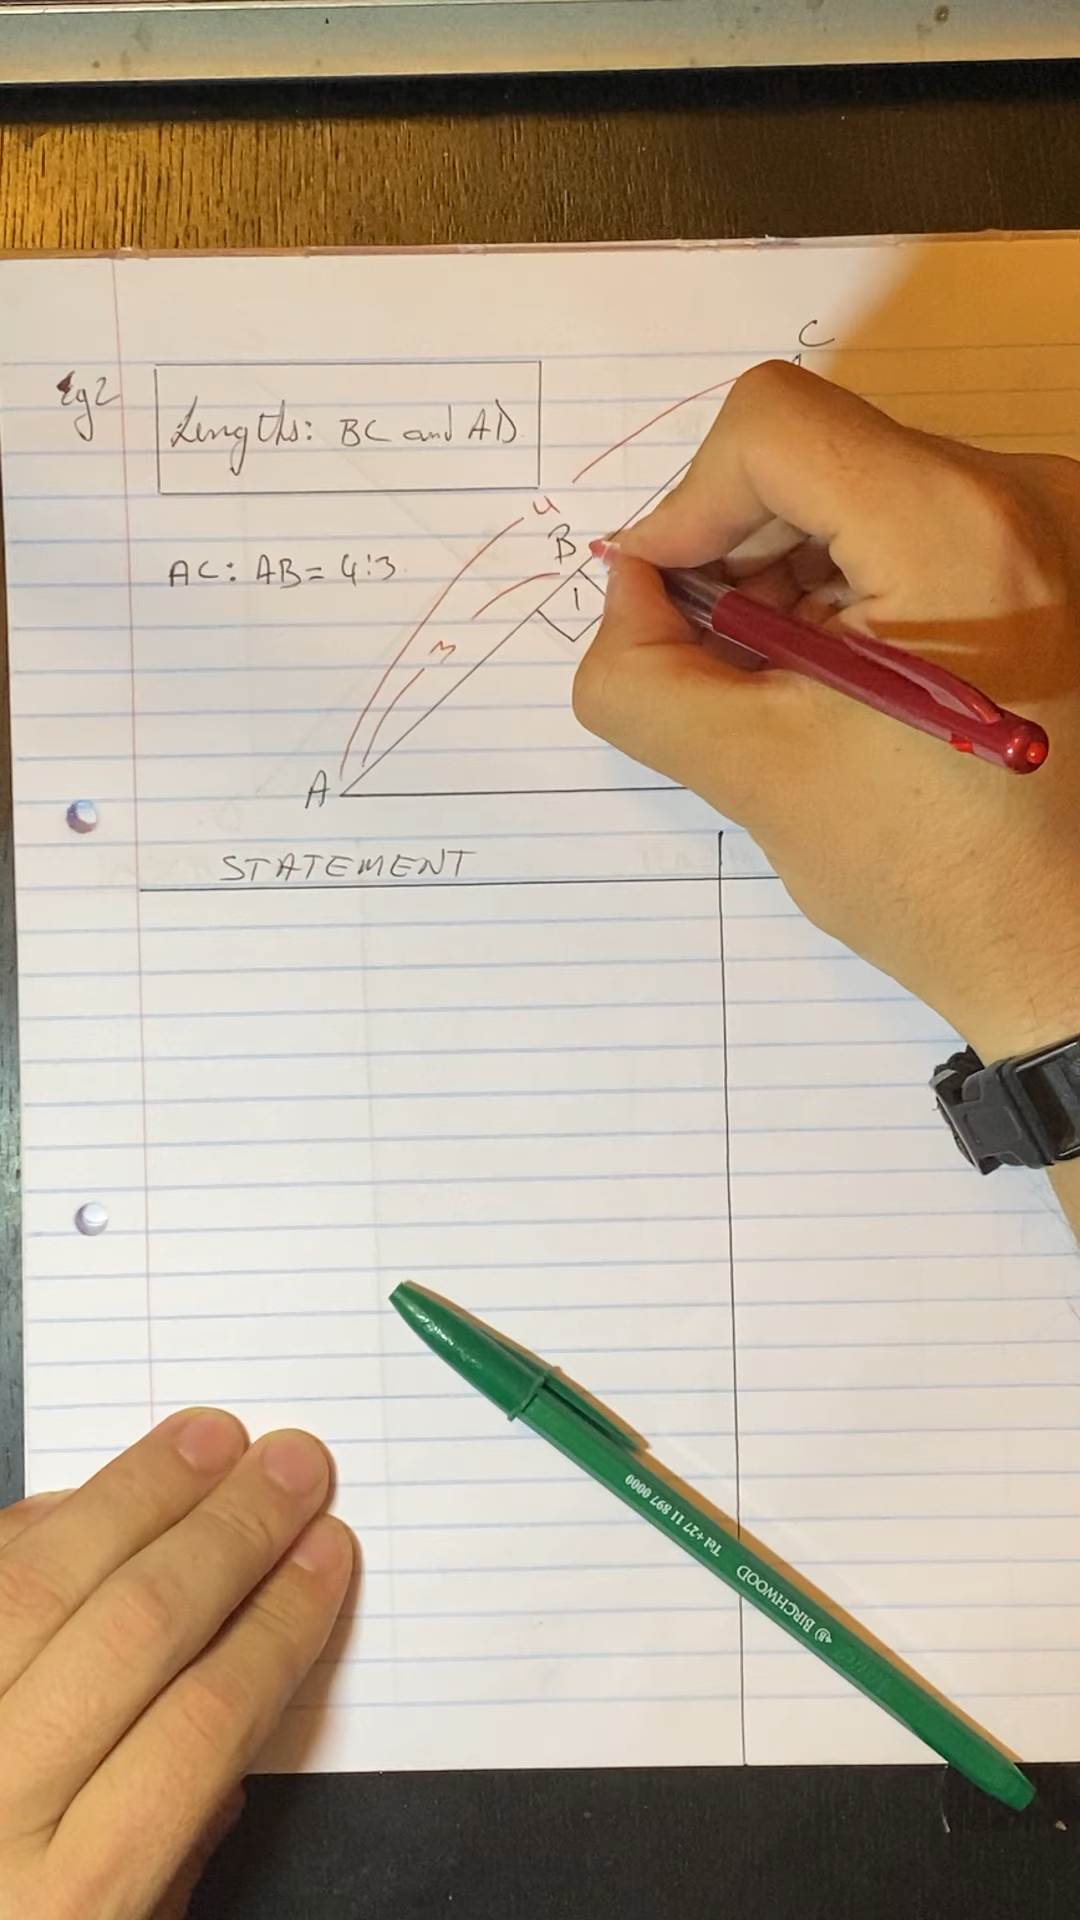 Eg2
Lengths: BC and AD
AC: AB = 4:3
C
4
B
1
3
A
STATEMENT
BIRCHWOOD
Tel +27 11 897 0000